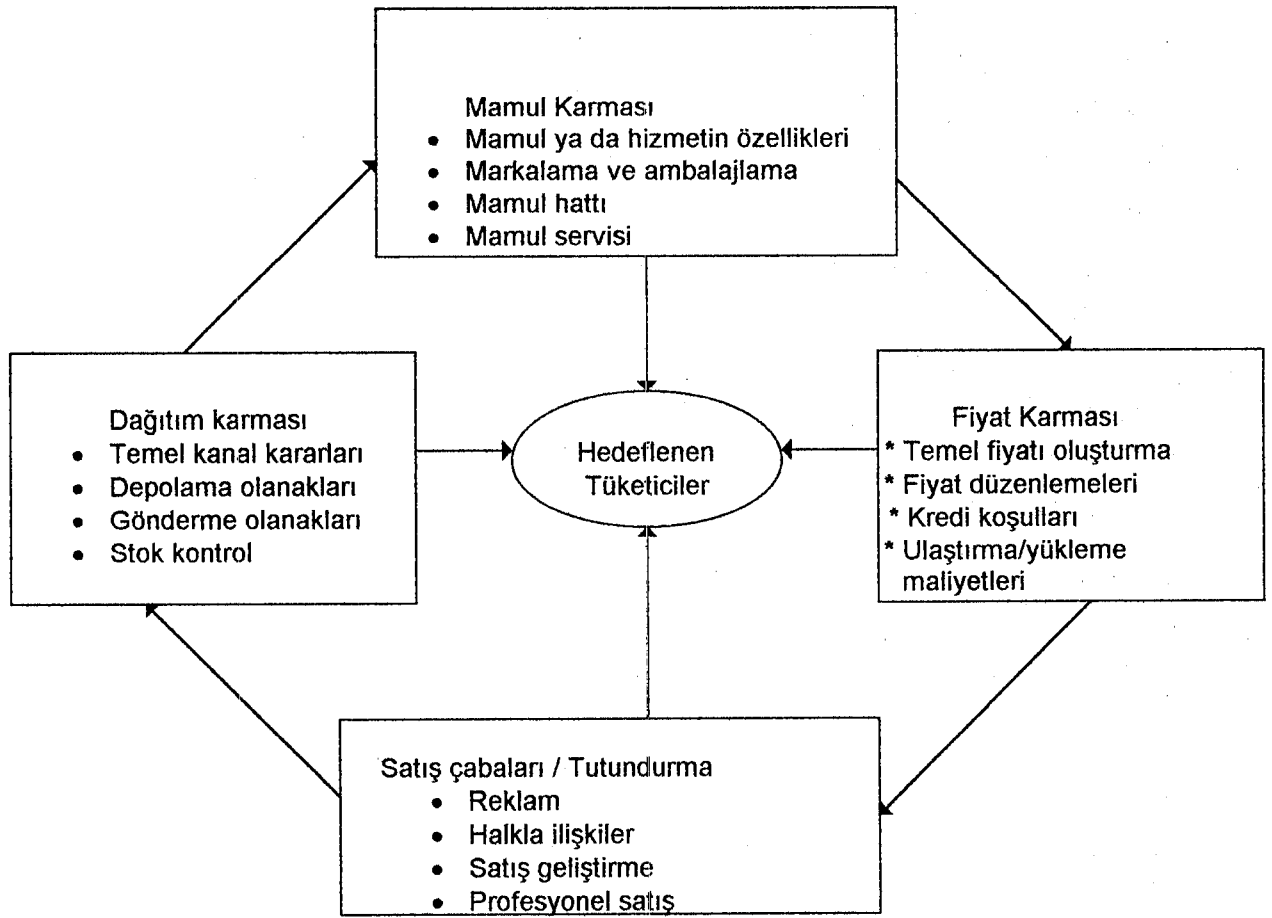 Mamul Karması
• Mamul ya da hizmetin özellikleri
• Markalama ve ambalajlama
• Mamul hattı
• Mamul servisi
Dağıtım karması
• Temel kanal kararları
• Depolama olanakları
• Gönderme olanakları
• Stok kontrol
Hedeflenen
Tüketiciler
Fiyat Karması
* Temel fiyatı oluşturma
* Fiyat düzenlemeleri
* Kredi koşulları
* Ulaştırma/yükleme
maliyetleri
Satış çabaları / Tutundurma
• Reklam
• Halkla ilişkiler
• Satış geliştirme
• Profesyonel satış